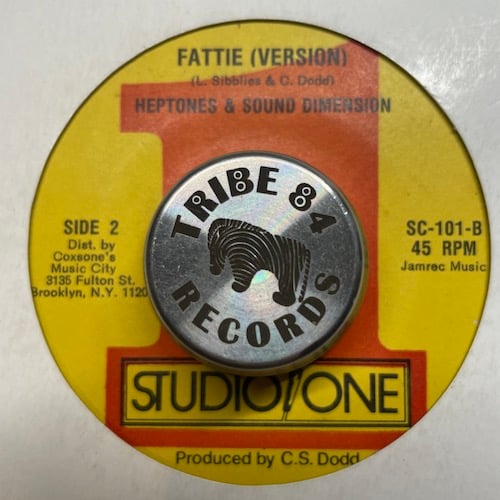 FATTIE (VERSION)
(L. Sibblies & C. Dodd)
HEPTONES & SOUND DIMENSION
TRIBE 84
RECORDS
SIDE 2
Dist. by
Coxsone's
Music City
3135 Fulton St.
Brooklyn, N.Y. 1120
SC-101-B
45 RPM
Jamrec Music
STUDIO ONE
Produced by C.S. Dodd